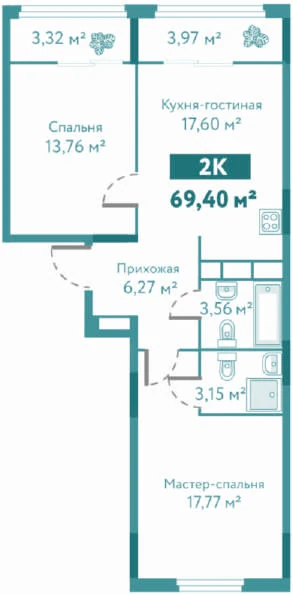 3,32 м²
3,97 м²
Спальня
13,76 м²
Кухня-гостиная
17,60 м²
2К
69,40 м²
Прихожая
6,27 м²
3,56 м²
3,15 м²
Мастер-спальня
17,77 м²